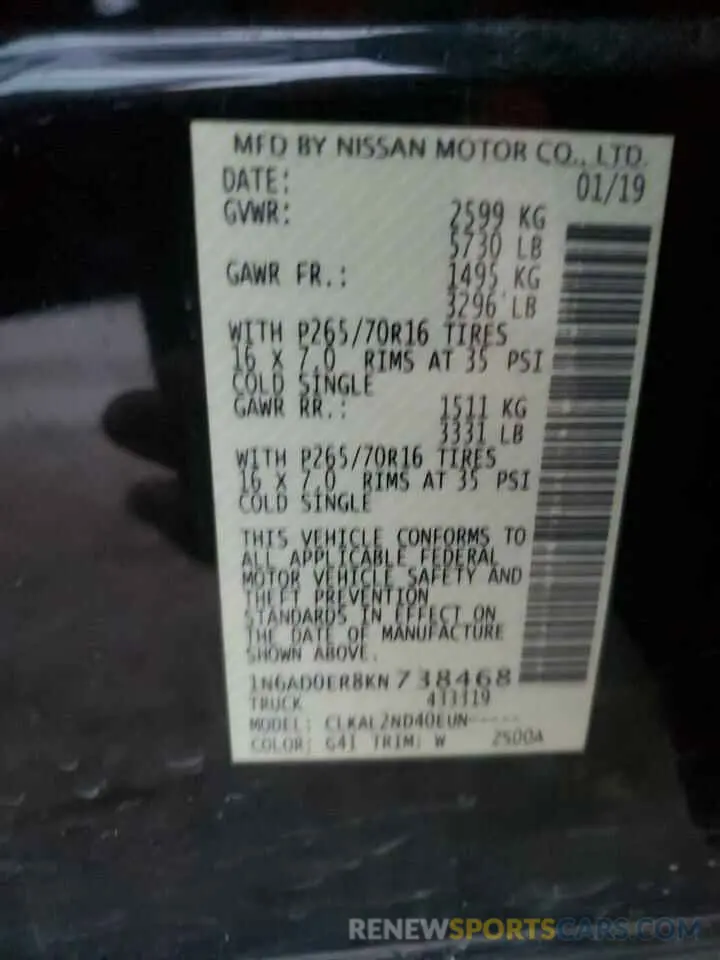 MFD BY NISSAN MOTOR CO., LTD.
DATE: 01/19
GVWR: 2599 KG
5730 LB
GAWR FR.: 1495 KG
3296 LB
WITH P265/70R16 TIRES
16 X 7.0 RIMS AT 35 PSI
COLD SINGLE
GAWR RR.: 1511 KG
3331 LB
WITH P265/70R16 TIRES
16 X 7.0 RIMS AT 35 PSI
COLD SINGLE
THIS VEHICLE CONFORMS TO
ALL APPLICABLE FEDERAL
MOTOR VEHICLE SAFETY AND
THEFT PREVENTION
STANDARDS IN EFFECT ON
THE DATE OF MANUFACTURE
SHOWN ABOVE.
1N6AD0ER8KN738468
TRUCK 433319
MODEL: CLKAL2ND40EUN-----
COLOR: G41 TRIM: W 2500A
RENEWSPORTSCARS.COM